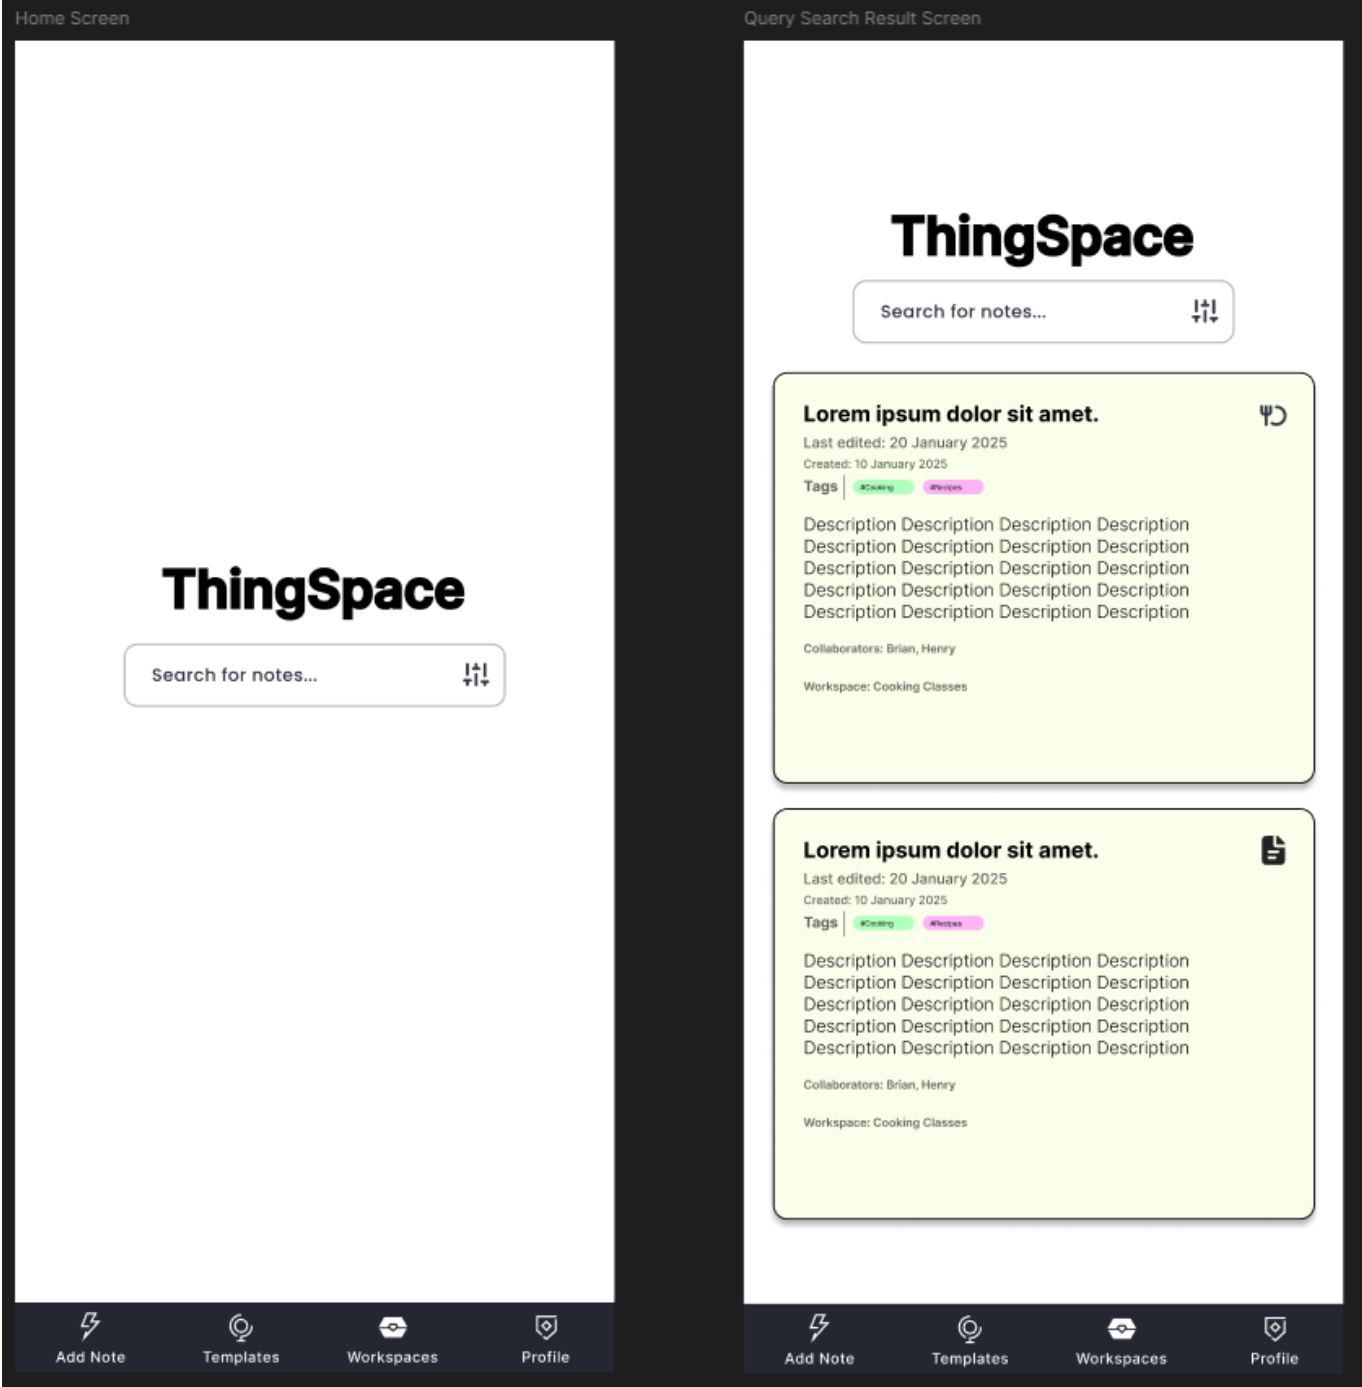 Home Screen
ThingSpace
Search for notes...
Add Note
Templates
Workspaces
Profile
Query Search Result Screen
ThingSpace
Search for notes...
Lorem ipsum dolor sit amet.
Last edited: 20 January 2025
Created: 10 January 2025
Tags #Cooking #Recipes
Description Description Description Description
Description Description Description Description
Description Description Description Description
Description Description Description Description
Description Description Description Description
Collaborators: Brian, Henry
Workspace: Cooking Classes
Lorem ipsum dolor sit amet.
Last edited: 20 January 2025
Created: 10 January 2025
Tags #Cooking #Recipes
Description Description Description Description
Description Description Description Description
Description Description Description Description
Description Description Description Description
Description Description Description Description
Collaborators: Brian, Henry
Workspace: Cooking Classes
Add Note
Templates
Workspaces
Profile